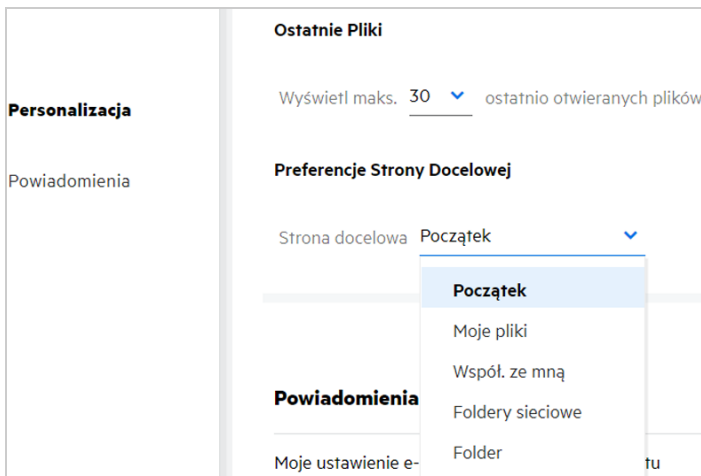 Ostatnie Pliki
Wyświetl maks. 30 ostatnio otwieranych plików
Personalizacja
Powiadomienia
Preferencje Strony Docelowej
Strona docelowa Początek
Początek
Moje pliki
Współ. ze mną
Foldery sieciowe
Folder
Powiadomienia
Moje ustawienie e- tu